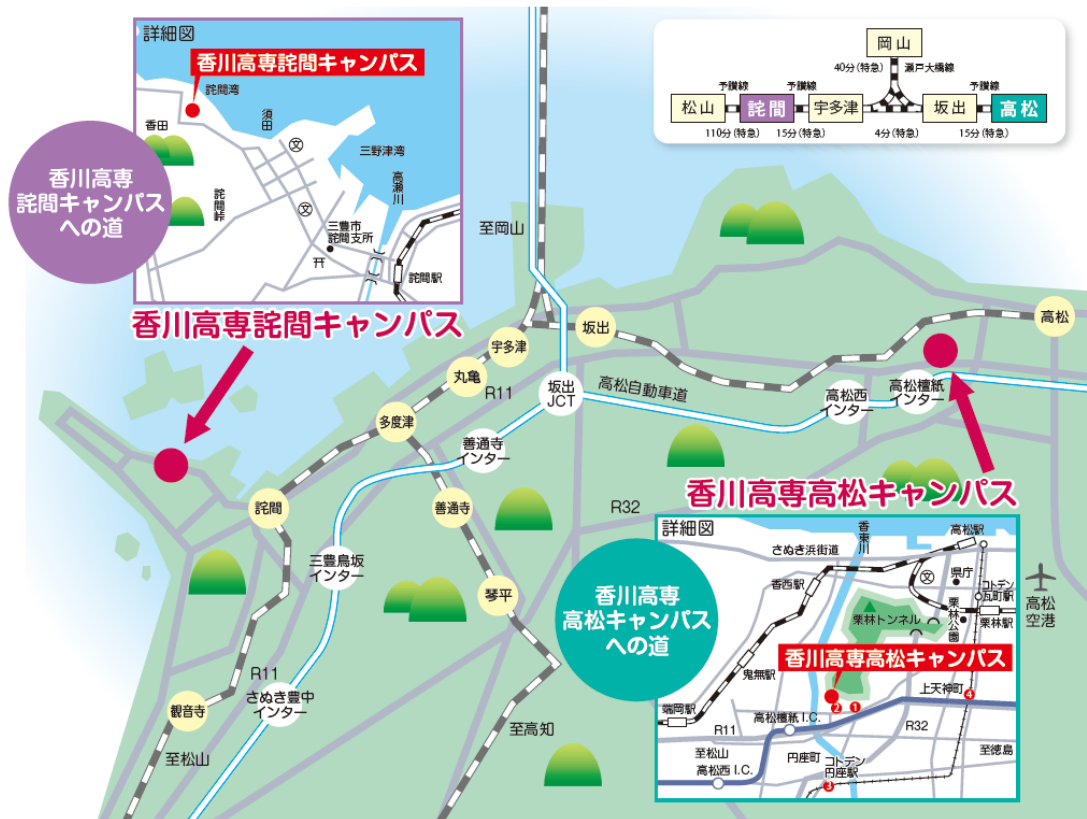 詳細図
香川高専詫間キャンパス
詫間湾
香田
須田
文
三野津湾
高瀬川
詫間峠
文
三豊市
詫間支所
詫間駅
香川高専
詫間キャンパス
への道
香川高専詫間キャンパス
岡山
40分(特急)
瀬戸大橋線
予讃線
予讃線
予讃線
松山
詫間
宇多津
坂出
高松
110分(特急)
15分(特急)
4分(特急)
15分(特急)
至岡山
坂出
高松
宇多津
丸亀
R11
坂出
JCT
高松自動車道
高松西
インター
高松檀紙
インター
多度津
善通寺
インター
詫間
善通寺
R32
三豊鳥坂
インター
琴平
R11
観音寺
さぬき豊中
インター
至松山
至高知
香川高専高松キャンパス
香川高専
高松キャンパス
への道
詳細図
香東川
高松駅
さぬき浜街道
香西駅
文
県庁
コトデン
瓦町駅
栗林公園
栗林駅
栗林トンネル
鬼無駅
香川高専高松キャンパス
上天神町
4
端岡駅
2
1
高松檀紙 I.C.
R11
R32
至松山
円座町
至徳島
高松西 I.C.
コトデン
円座駅
3
高松
空港